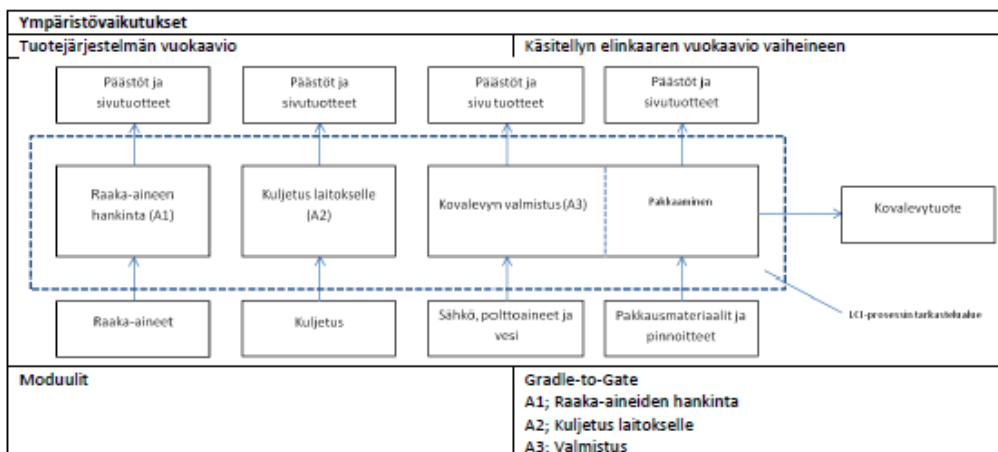 Ympäristövaikutukset
Tuotejärjestelmän vuokaavio
Käsitellyn elinkaaren vuokaavio vaiheineen
Päästöt ja
sivutuotteet
Päästöt ja
sivutuotteet
Päästöt ja
sivutuotteet
Päästöt ja
sivutuotteet
Raaka-aineen
hankinta (A1)
Kuljetus laitokselle
(A2)
Kovalevyn valmistus (A3)
Pakkaaminen
Kovalevytuote
Raaka-aineet
Kuljetus
Sähkö, polttoaineet ja
vesi
Pakkausmateriaalit ja
pinnoitteet
LCI-prosessin tarkastelualue
Moduulit
Gradle-to-Gate
A1; Raaka-aineiden hankinta
A2; Kuljetus laitokselle
A3; Valmistus